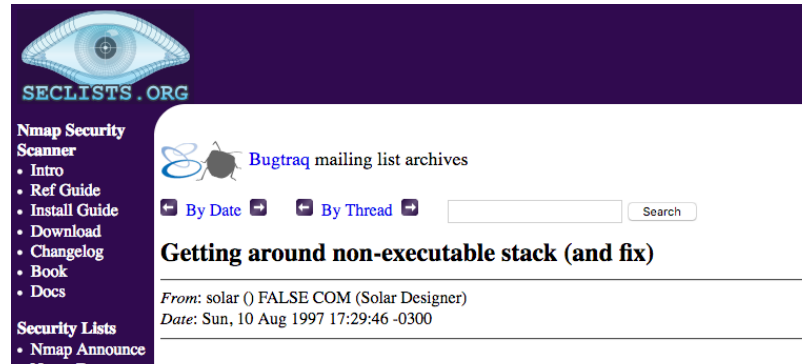 SECLISTS.ORG
Nmap Security
Scanner
• Intro
• Ref Guide
• Install Guide
• Download
• Changelog
• Book
• Docs
Security Lists
• Nmap Announce
Bugtraq mailing list archives
By Date By Thread Search
Getting around non-executable stack (and fix)
From: solar () FALSE COM (Solar Designer)
Date: Sun, 10 Aug 1997 17:29:46 -0300